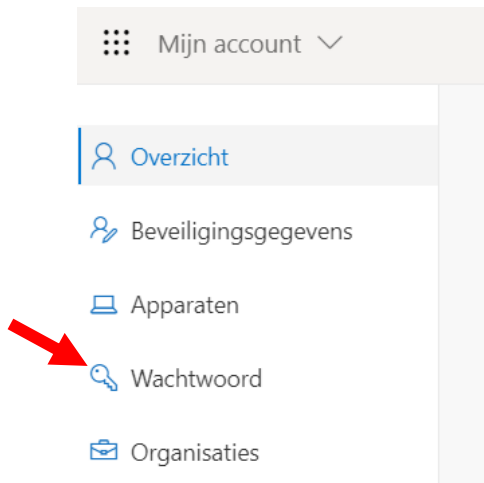 Mijn account
Overzicht
Beveiligingsgegevens
Apparaten
Wachtwoord
Organisaties